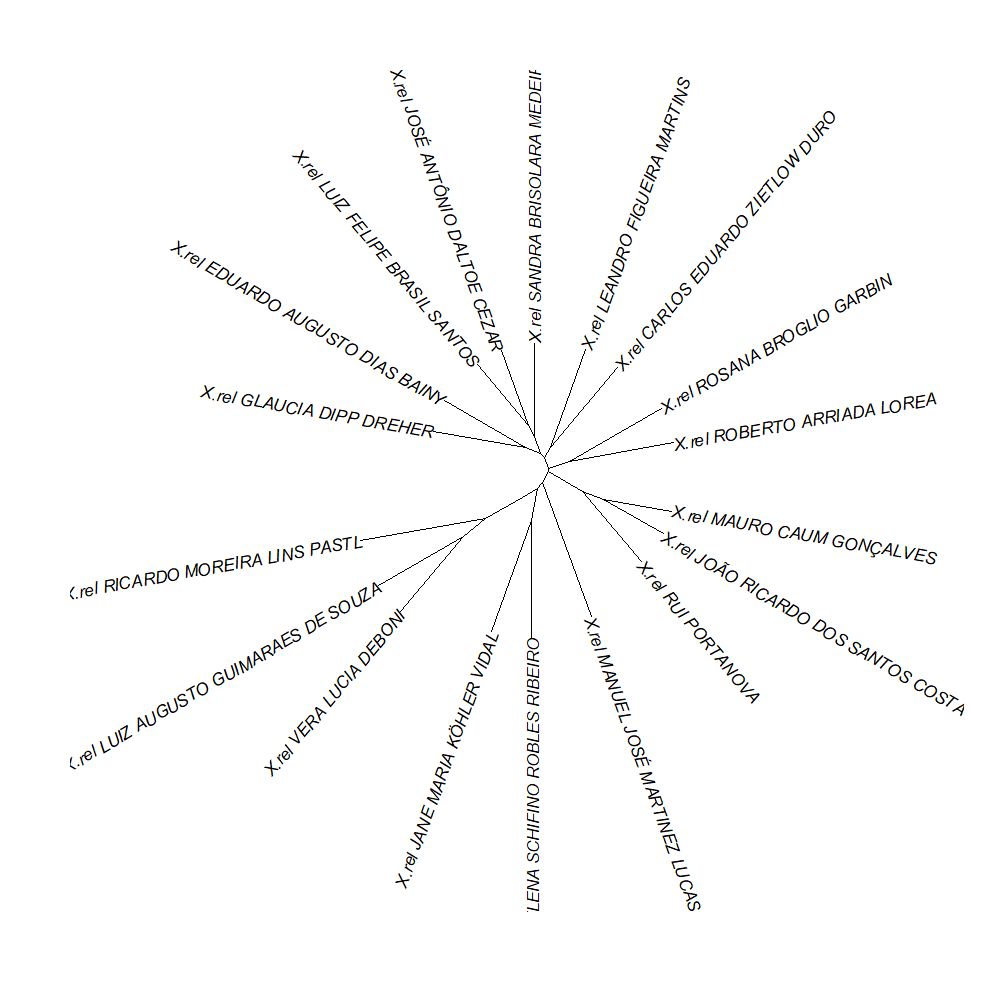 X.rel JOSÉ ANTÔNIO DALTOE CEZAR
X.rel SANDRA BRISOLARA
X.rel LEANDRO FIGUEIRA MARTINS
X.rel CARLOS EDUARDO ZIETLOW DURO
X.rel LUIZ FELIPE BRASIL SANTOS
X.rel EDUARDO AUGUSTO DIAS BAINY
X.rel ROSANA BROGLIO GARBIN
X.rel GLAUCIA DIPP DREHER
X.rel ROBERTO ARRIADA LOREA
X.rel MAURO CAUM GONÇALVES
X.rel JOÃO RICARDO DOS SANTOS COSTA
X.rel RICARDO MOREIRA LINS PASTL
X.rel RUI PORTANOVA
X.rel LUIZ AUGUSTO GUIMARAES DE SOUZA
X.rel VERA LUCIA DEBONI
X.rel MANUEL JOSÉ MARTINEZ LUCAS
X.rel JANE MARIA KÖHLER VIDAL
LENA SCHIFINO ROBLES RIBEIRO